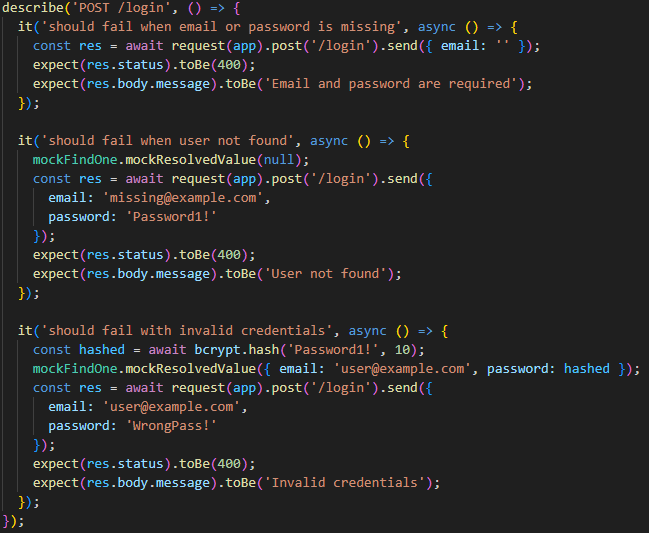 describe('POST /login', () => {
  it('should fail when email or password is missing', async () => {
    const res = await request(app).post('/login').send({ email: '' });
    expect(res.status).toBe(400);
    expect(res.body.message).toBe('Email and password are required');
  });

  it('should fail when user not found', async () => {
    mockFindOne.mockResolvedValue(null);
    const res = await request(app).post('/login').send({
      email: 'missing@example.com',
      password: 'Password1!'
    });
    expect(res.status).toBe(400);
    expect(res.body.message).toBe('User not found');
  });

  it('should fail with invalid credentials', async () => {
    const hashed = await bcrypt.hash('Password1!', 10);
    mockFindOne.mockResolvedValue({ email: 'user@example.com', password: hashed });
    const res = await request(app).post('/login').send({
      email: 'user@example.com',
      password: 'WrongPass!'
    });
    expect(res.status).toBe(400);
    expect(res.body.message).toBe('Invalid credentials');
  });
});